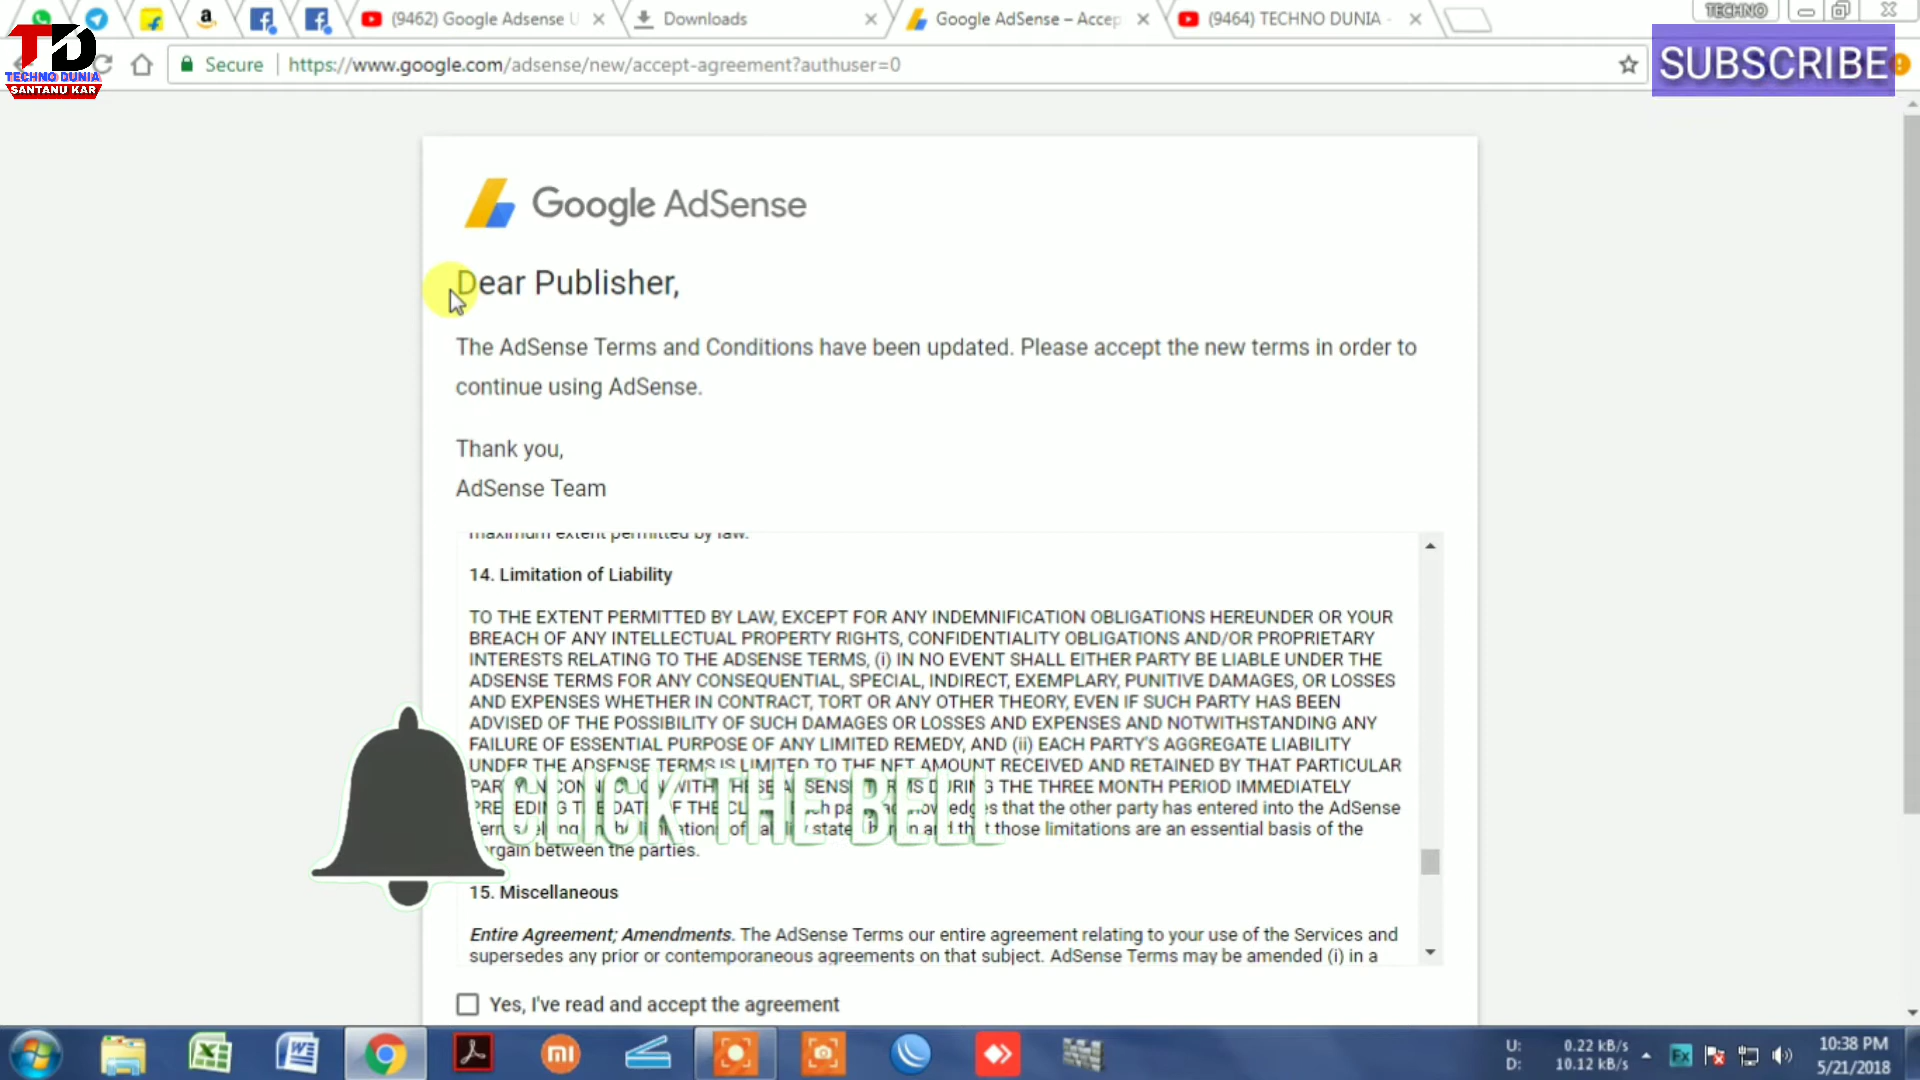 (9462) Google Adsense U
Downloads
Google AdSense – Accep
(9464) TECHNO DUNIA -
TECHNO
TD
TECHNO DUNIA
SANTANU KAR
Secure
https://www.google.com/adsense/new/accept-agreement?authuser=0
SUBSCRIBE
Google AdSense
Dear Publisher,
The AdSense Terms and Conditions have been updated. Please accept the new terms in order to
continue using AdSense.
Thank you,
AdSense Team
maximum extent permitted by law.
14. Limitation of Liability
TO THE EXTENT PERMITTED BY LAW, EXCEPT FOR ANY INDEMNIFICATION OBLIGATIONS HEREUNDER OR YOUR
BREACH OF ANY INTELLECTUAL PROPERTY RIGHTS, CONFIDENTIALITY OBLIGATIONS AND/OR PROPRIETARY
INTERESTS RELATING TO THE ADSENSE TERMS, (i) IN NO EVENT SHALL EITHER PARTY BE LIABLE UNDER THE
ADSENSE TERMS FOR ANY CONSEQUENTIAL, SPECIAL, INDIRECT, EXEMPLARY, PUNITIVE DAMAGES, OR LOSSES
AND EXPENSES WHETHER IN CONTRACT, TORT OR ANY OTHER THEORY, EVEN IF SUCH PARTY HAS BEEN
ADVISED OF THE POSSIBILITY OF SUCH DAMAGES OR LOSSES AND EXPENSES AND NOTWITHSTANDING ANY
FAILURE OF ESSENTIAL PURPOSE OF ANY LIMITED REMEDY, AND (ii) EACH PARTY'S AGGREGATE LIABILITY
UNDER THE ADSENSE TERMS IS LIMITED TO THE NET AMOUNT RECEIVED AND RETAINED BY THAT PARTICULAR
WITH DURING THE THREE MONTH PERIOD IMMEDIATELY
OF THE that the other party has entered into the AdSense
and those limitations are an essential basis of the
between the parties.
CLICK THE BELL
15. Miscellaneous
Entire Agreement; Amendments. The AdSense Terms our entire agreement relating to your use of the Services and
supersedes any prior or contemporaneous agreements on that subject. AdSense Terms may be amended (i) in a
Yes, I've read and accept the agreement
U: 0.22 kB/s
D: 10.12 kB/s
Fx
10:38 PM
5/21/2018